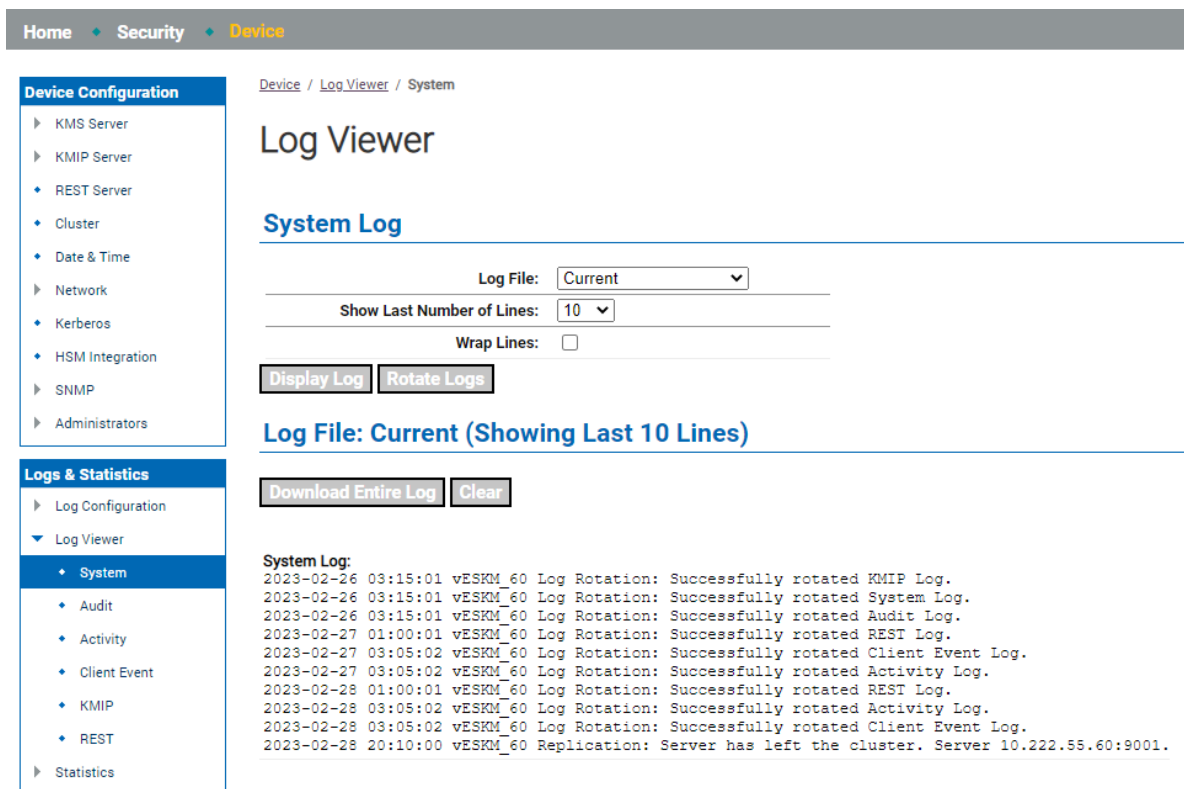 Home • Security • Device
Device Configuration
KMS Server
KMIP Server
REST Server
Cluster
Date & Time
Network
Kerberos
HSM Integration
SNMP
Administrators
Logs & Statistics
Log Configuration
Log Viewer
System
Audit
Activity
Client Event
KMIP
REST
Statistics
Device / Log Viewer / System
Log Viewer
System Log
Log File: Current
Show Last Number of Lines: 10
Wrap Lines:
Display Log Rotate Logs
Log File: Current (Showing Last 10 Lines)
Download Entire Log Clear
System Log:
2023-02-26 03:15:01 vESKM_60 Log Rotation: Successfully rotated KMIP Log.
2023-02-26 03:15:01 vESKM_60 Log Rotation: Successfully rotated System Log.
2023-02-26 03:15:01 vESKM_60 Log Rotation: Successfully rotated Audit Log.
2023-02-27 01:00:01 vESKM_60 Log Rotation: Successfully rotated REST Log.
2023-02-27 03:05:02 vESKM_60 Log Rotation: Successfully rotated Client Event Log.
2023-02-27 03:05:02 vESKM_60 Log Rotation: Successfully rotated Activity Log.
2023-02-28 01:00:01 vESKM_60 Log Rotation: Successfully rotated REST Log.
2023-02-28 03:05:02 vESKM_60 Log Rotation: Successfully rotated Activity Log.
2023-02-28 03:05:02 vESKM_60 Log Rotation: Successfully rotated Client Event Log.
2023-02-28 20:10:00 vESKM_60 Replication: Server has left the cluster. Server 10.222.55.60:9001.